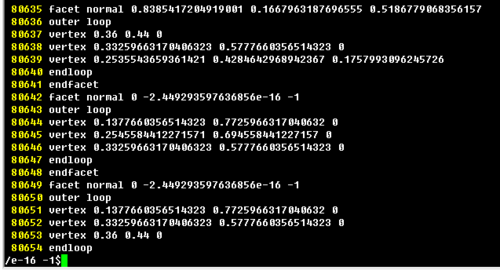 80635 facet normal 0.8385417204919001 0.1667963187696555 0.5186779068356157
80636 outer loop
80637 vertex 0.36 0.44 0
80638 vertex 0.33259663170406323 0.5777660356514323 0
80639 vertex 0.2535543659361421 0.4284642968942367 0.1757993096245726
80640 endloop
80641 endfacet
80642 facet normal 0 -2.449293597636856e-16 -1
80643 outer loop
80644 vertex 0.1377660356514323 0.7725966317040632 0
80645 vertex 0.2545584412271571 0.694558441227157 0
80646 vertex 0.33259663170406323 0.5777660356514323 0
80647 endloop
80648 endfacet
80649 facet normal 0 -2.449293597636856e-16 -1
80650 outer loop
80651 vertex 0.1377660356514323 0.7725966317040632 0
80652 vertex 0.33259663170406323 0.5777660356514323 0
80653 vertex 0.36 0.44 0
80654 endloop
/e-16 -1$